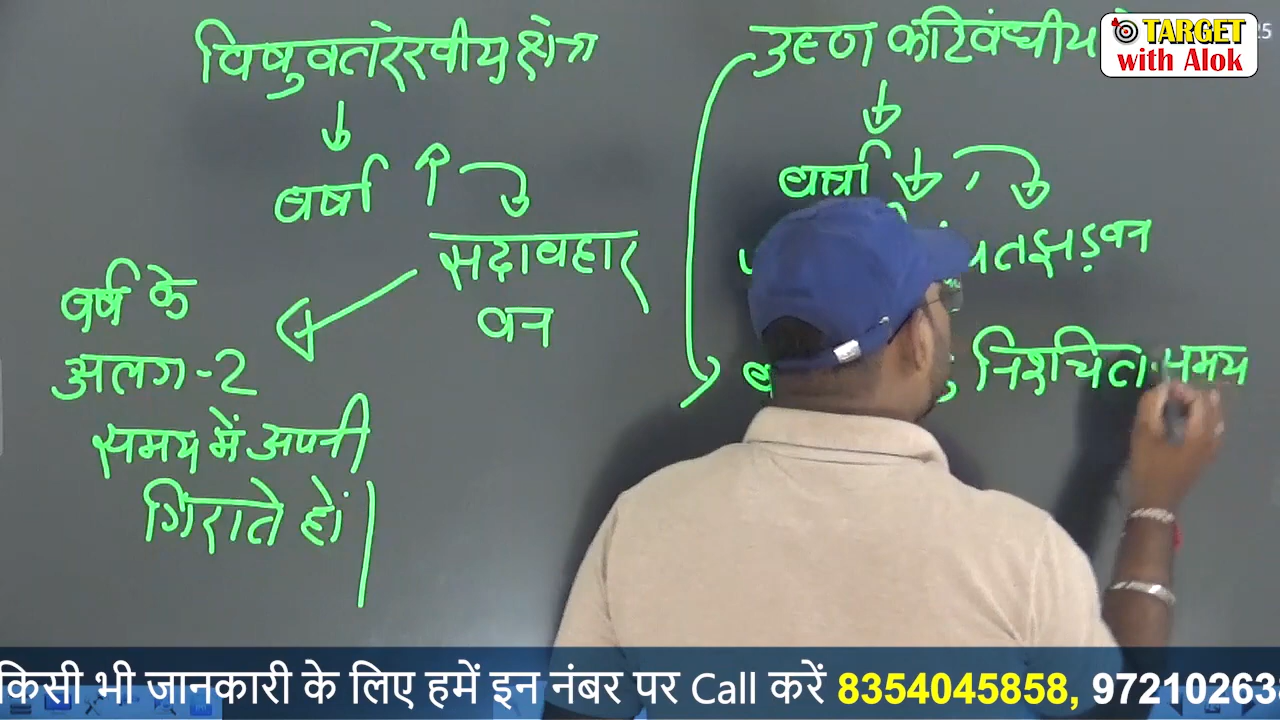 विषुवतरेखीय क्षेत्र
↓
वर्षा ↑
सदाबहार
वन
वर्ष के
अलग-2
समय में अपनी
गिराते हैं।
उष्ण कटिबंधीय
↓
वर्षा ↓
पतझड़ वन
निश्चित समय
TARGET
with Alok
किसी भी जानकारी के लिए हमें इन नंबर पर Call करें 8354045858,